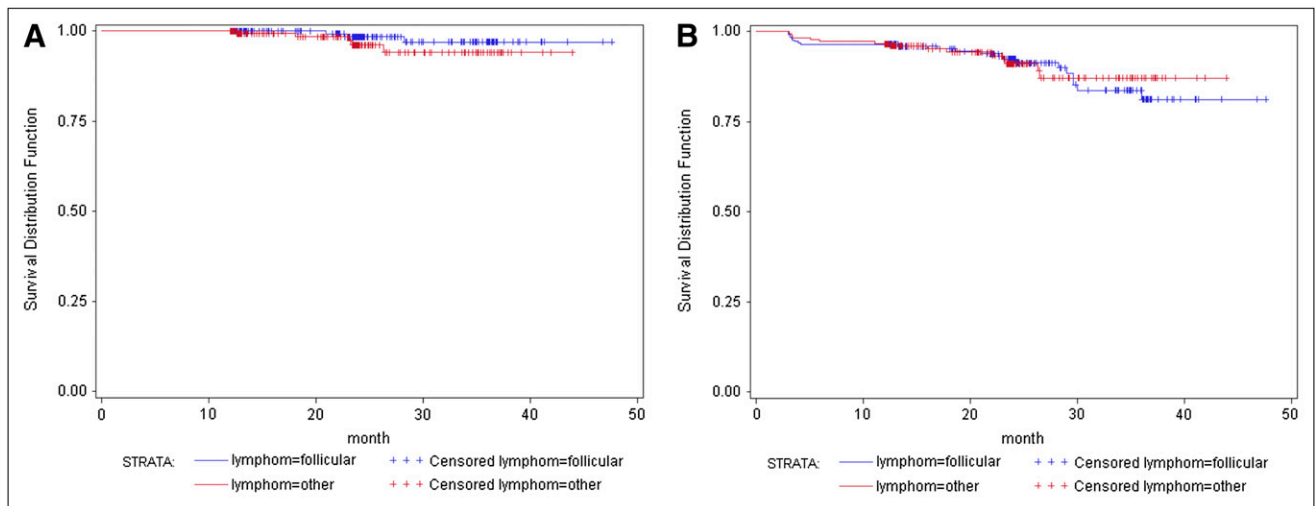 A
1.00
0.75
0.50
0.25
0.00
Survival Distribution Function
0 10 20 30 40 50
month
STRATA: lymphom=follicular Censored lymphom=follicular
lymphom=other Censored lymphom=other
B
1.00
0.75
0.50
0.25
0.00
Survival Distribution Function
0 10 20 30 40 50
month
STRATA: lymphom=follicular Censored lymphom=follicular
lymphom=other Censored lymphom=other